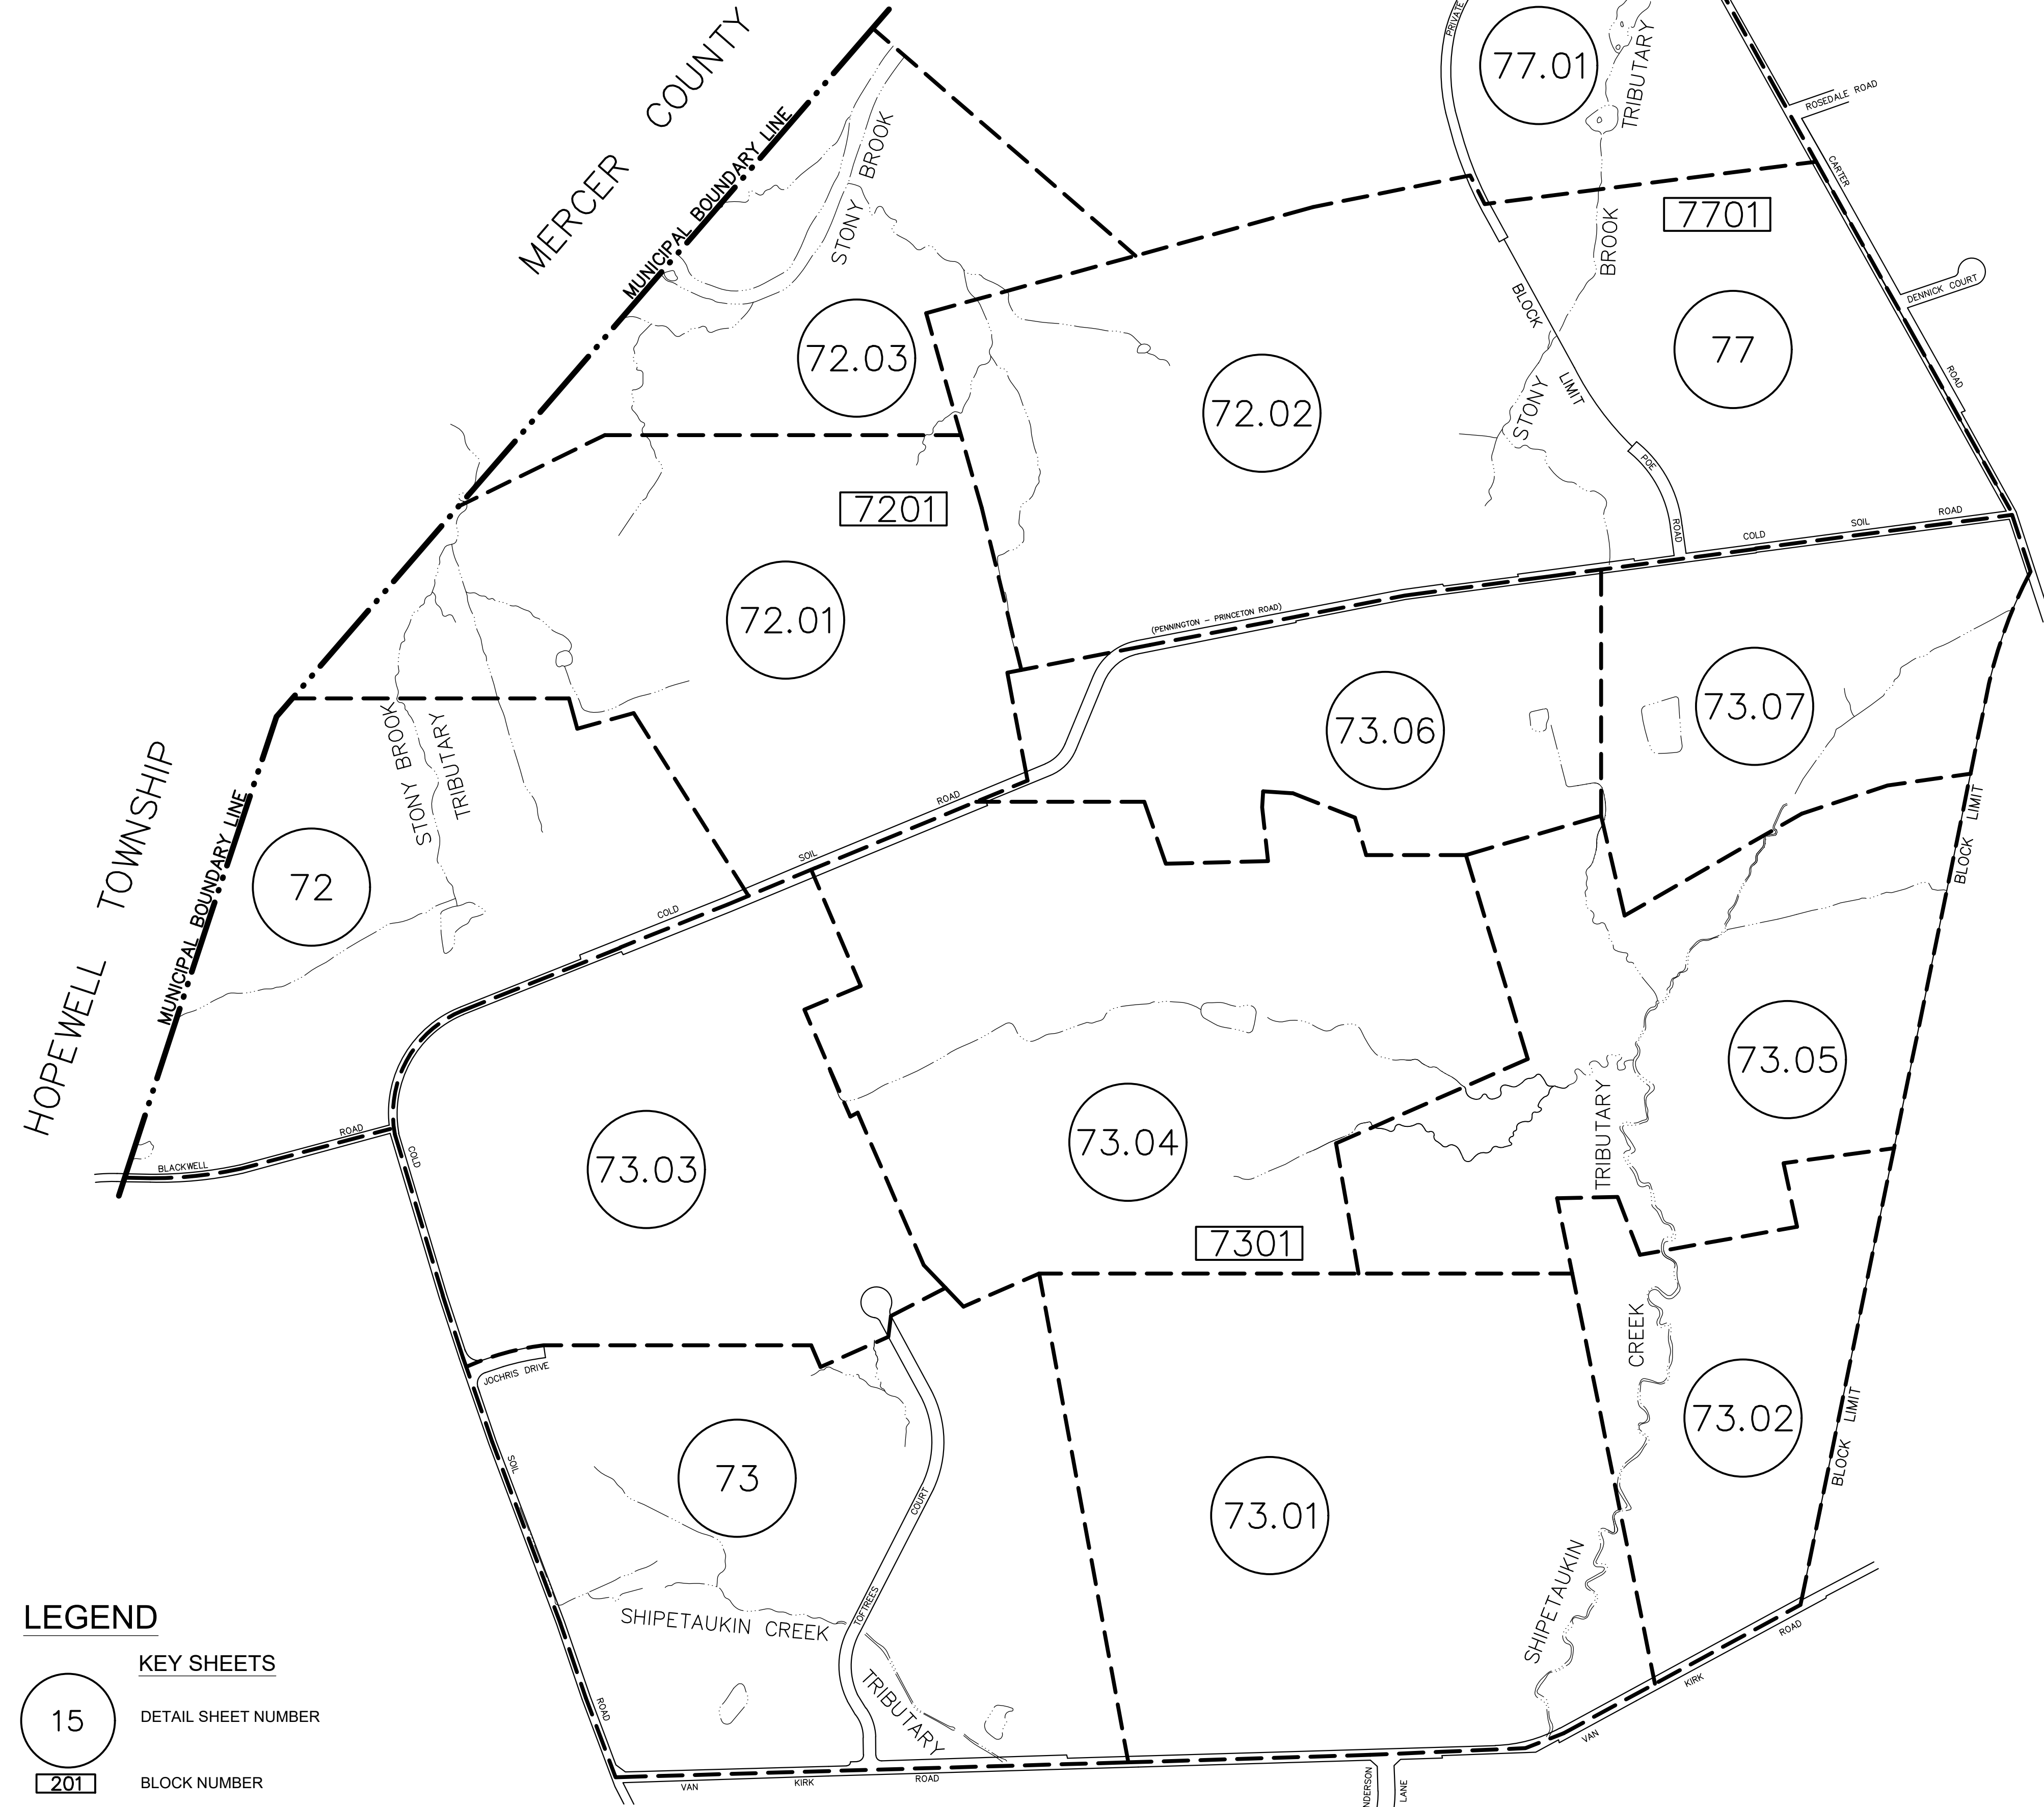 MERCER COUNTY
MUNICIPAL BOUNDARY LINE
STONY BROOK
PRIVATE
77.01
TRIBUTARY
BROOK
STONY
ROSEDALE ROAD
CARTER
ROAD
7701
DENNICK COURT
77
BLOCK LIMIT
POE
ROAD
72.03
72.02
7201
72.01
COLD SOIL ROAD
(PENNINGTON - PRINCETON ROAD)
HOPEWELL TOWNSHIP
MUNICIPAL BOUNDARY LINE
STONY BROOK
TRIBUTARY
72
73.06
73.07
BLOCK LIMIT
COLD SOIL ROAD
BLACKWELL ROAD
COLD
SOIL
ROAD
73.03
73.04
73.05
7301
TRIBUTARY
CREEK
SHIPETAUKIN
JOCHRIS DRIVE
73
73.01
73.02
BLOCK LIMIT
TOFTREES COURT
SHIPETAUKIN CREEK
TRIBUTARY
VAN KIRK ROAD
VAN KIRK ROAD
NDERSON
LANE
LEGEND
KEY SHEETS
15 DETAIL SHEET NUMBER
201 BLOCK NUMBER